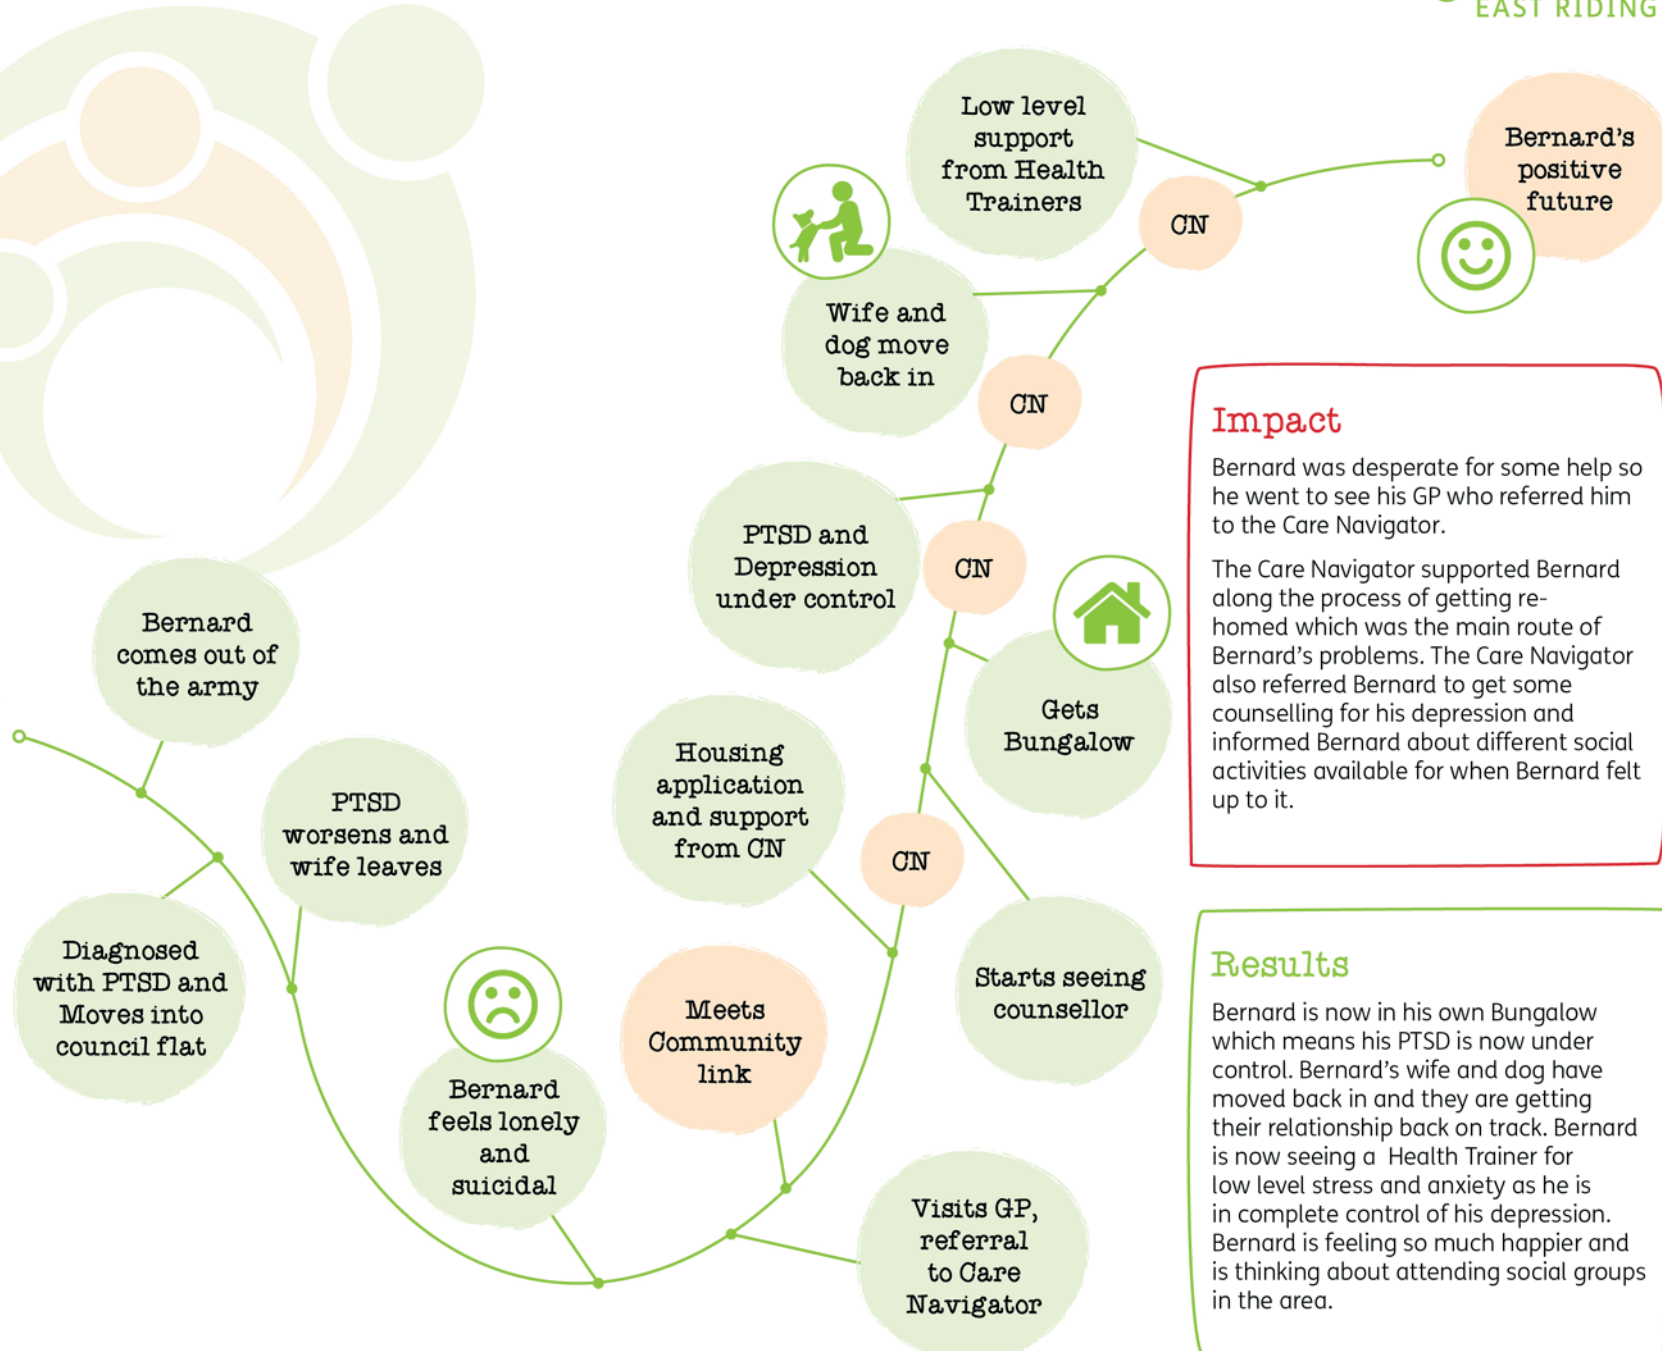 EAST RIDING
Low level
support
from Health
Trainers
Bernard's
positive
future
CN
Wife and
dog move
back in
CN
PTSD and
Depression
under control
CN
Gets
Bungalow
Housing
application
and support
from CN
CN
Starts seeing
counsellor
Meets
Community
link
Visits GP,
referral
to Care
Navigator
Bernard
feels lonely
and
suicidal
PTSD
worsens and
wife leaves
Diagnosed
with PTSD and
Moves into
council flat
Bernard
comes out of
the army
Impact
Bernard was desperate for some help so
he went to see his GP who referred him
to the Care Navigator.
The Care Navigator supported Bernard
along the process of getting re-
homed which was the main route of
Bernard's problems. The Care Navigator
also referred Bernard to get some
counselling for his depression and
informed Bernard about different social
activities available for when Bernard felt
up to it.
Results
Bernard is now in his own Bungalow
which means his PTSD is now under
control. Bernard's wife and dog have
moved back in and they are getting
their relationship back on track. Bernard
is now seeing a  Health Trainer for
low level stress and anxiety as he is
in complete control of his depression.
Bernard is feeling so much happier and
is thinking about attending social groups
in the area.